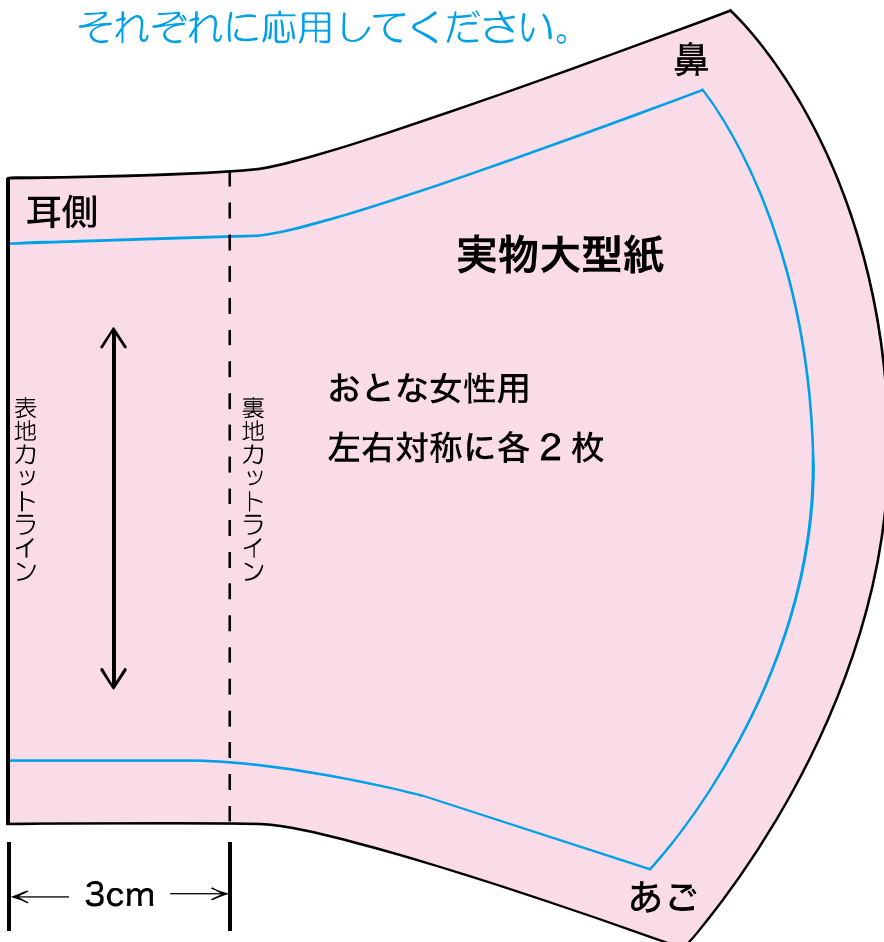 それぞれに応用してください。
鼻
耳側
実物大型紙
おとな女性用
左右対称に各2枚
表地カットライン
裏地カットライン
あご
3cm